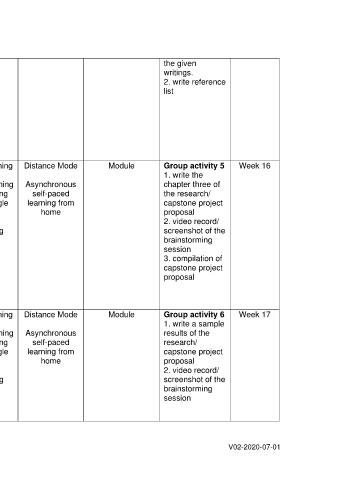 the given
writings.
2. write reference
list
ning
ning
ng
gle
g
Distance Mode
Asynchronous
self-paced
learning from
home
Module
Group activity 5
1. write the
chapter three of
the research/
capstone project
proposal
2. video record/
screenshot of the
brainstorming
session
3. compilation of
capstone project
proposal
Week 16
ning
ning
ng
gle
g
Distance Mode
Asynchronous
self-paced
learning from
home
Module
Group activity 6
1. write a sample
results of the
research/
capstone project
proposal
2. video record/
screenshot of the
brainstorming
session
Week 17
V02-2020-07-01